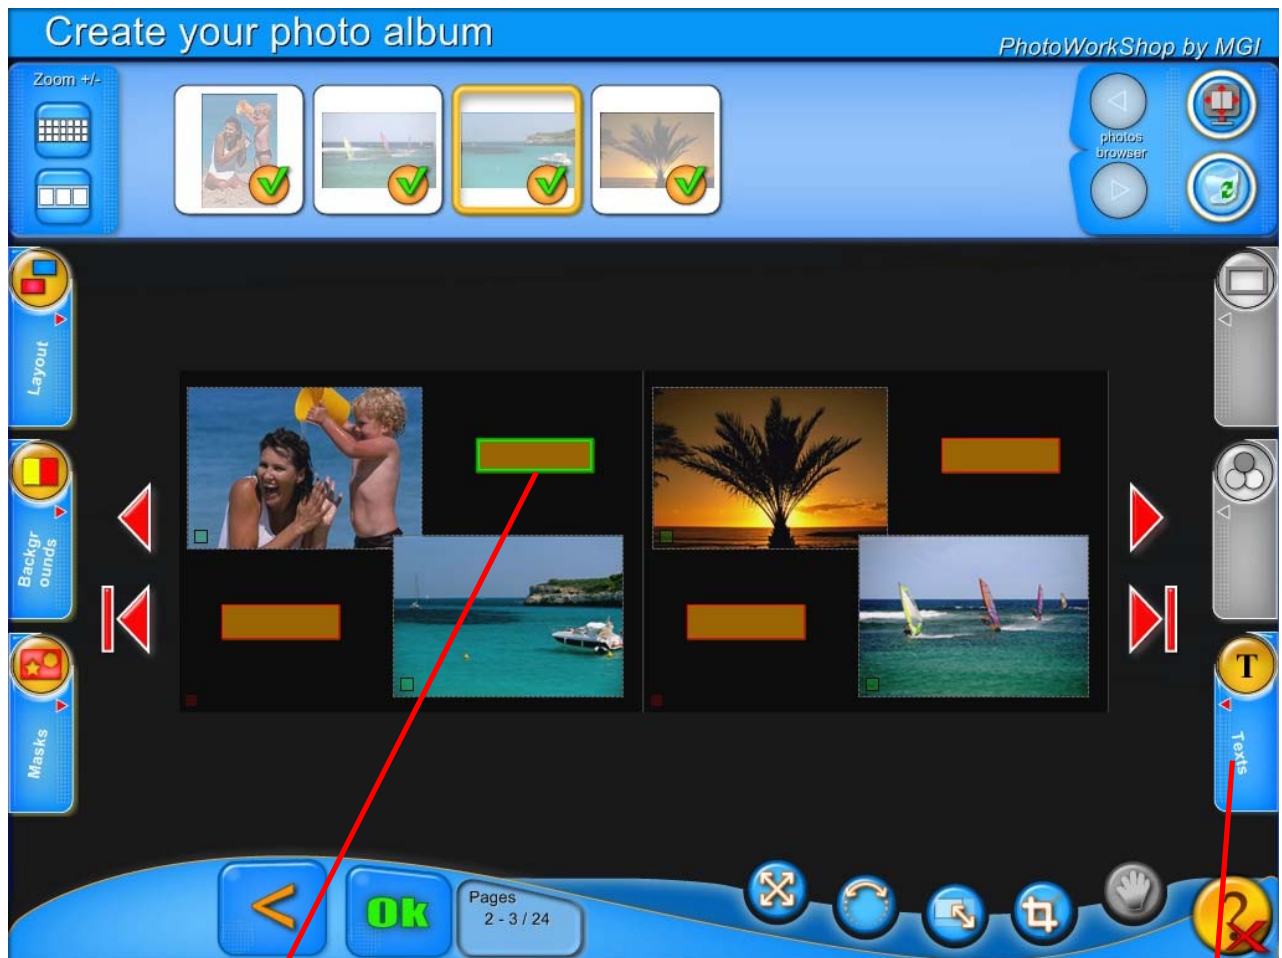 Create your photo album
PhotoWorkShop by MGI
Zoom +/-
photos
browser
Layout
Backgr
ounds
Masks
T
Texts
<
Ok
Pages
2 - 3 / 24
?